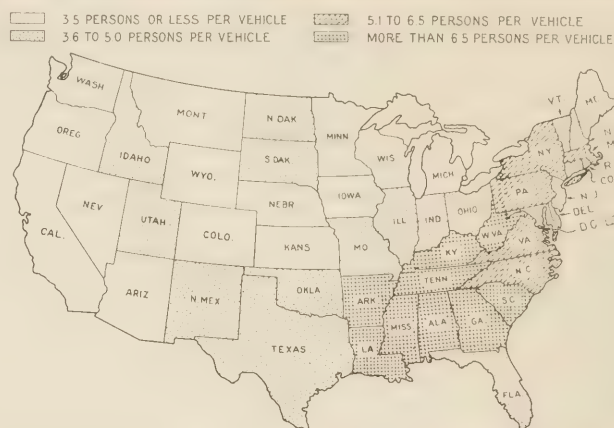 3.5 PERSONS OR LESS PER VEHICLE
3.6 TO 5.0 PERSONS PER VEHICLE
5.1 TO 6.5 PERSONS PER VEHICLE
MORE THAN 6.5 PERSONS PER VEHICLE
WASH
OREG
CAL.
NEV
IDAHO
MONT
WYO.
UTAH
COLO.
ARIZ
N.MEX
N.DAK
S.DAK
NEBR
KANS
OKLA
TEXAS
MINN
IOWA
MO
ARK
LA
WIS
ILL
MICH
IND
OHIO
KY
TENN
MISS
ALA
GA.
FLA
S.C
N.C
VA
W.VA
PA
N.Y
VT.
ME.
N
M
R
CO
N J
DEL
D C